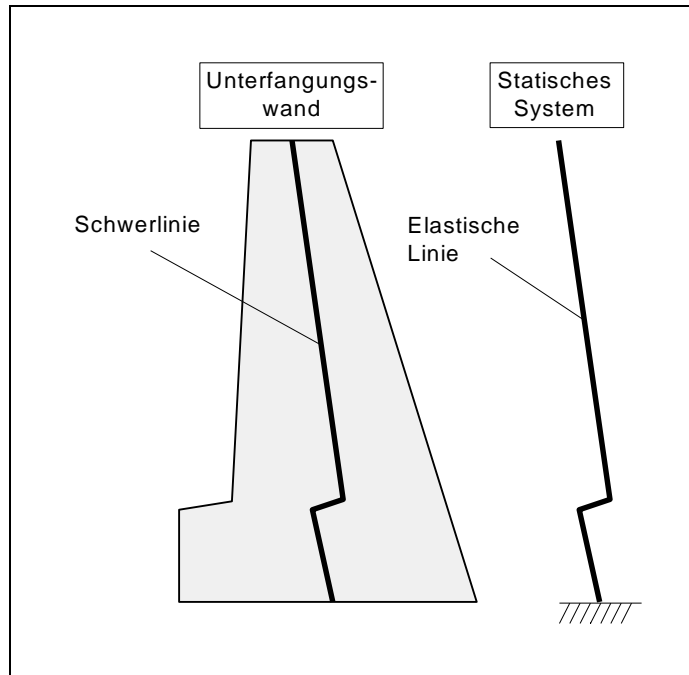 Unterfangungs-
wand
Statisches
System
Schwerlinie
Elastische
Linie